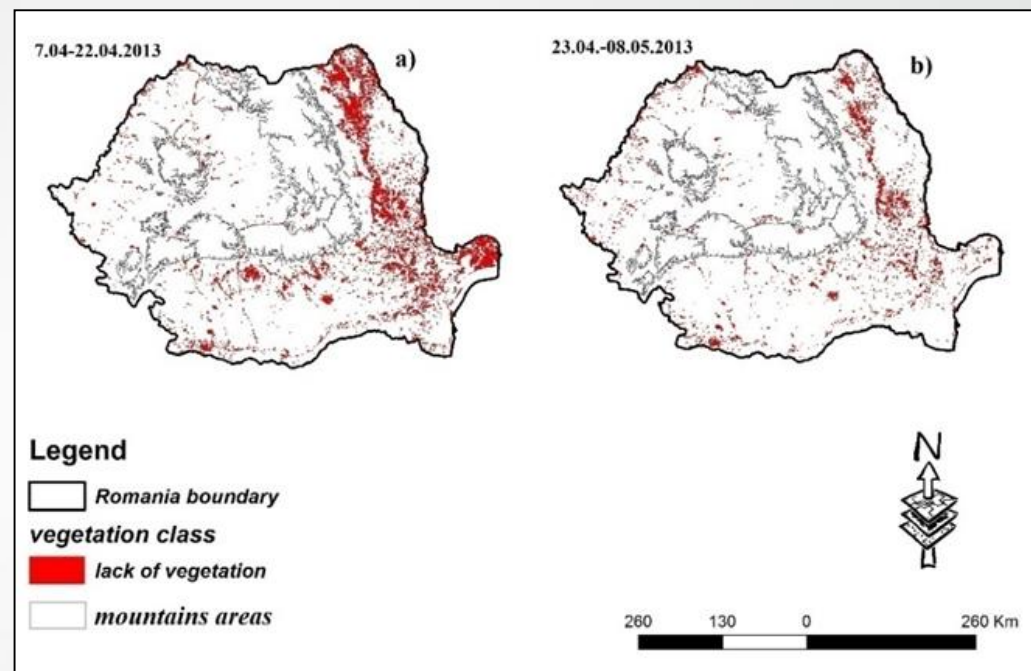 7.04-22.04.2013
a)
23.04.-08.05.2013
b)
Legend
Romania boundary
vegetation class
lack of vegetation
mountains areas
N
260 130 0 260 Km